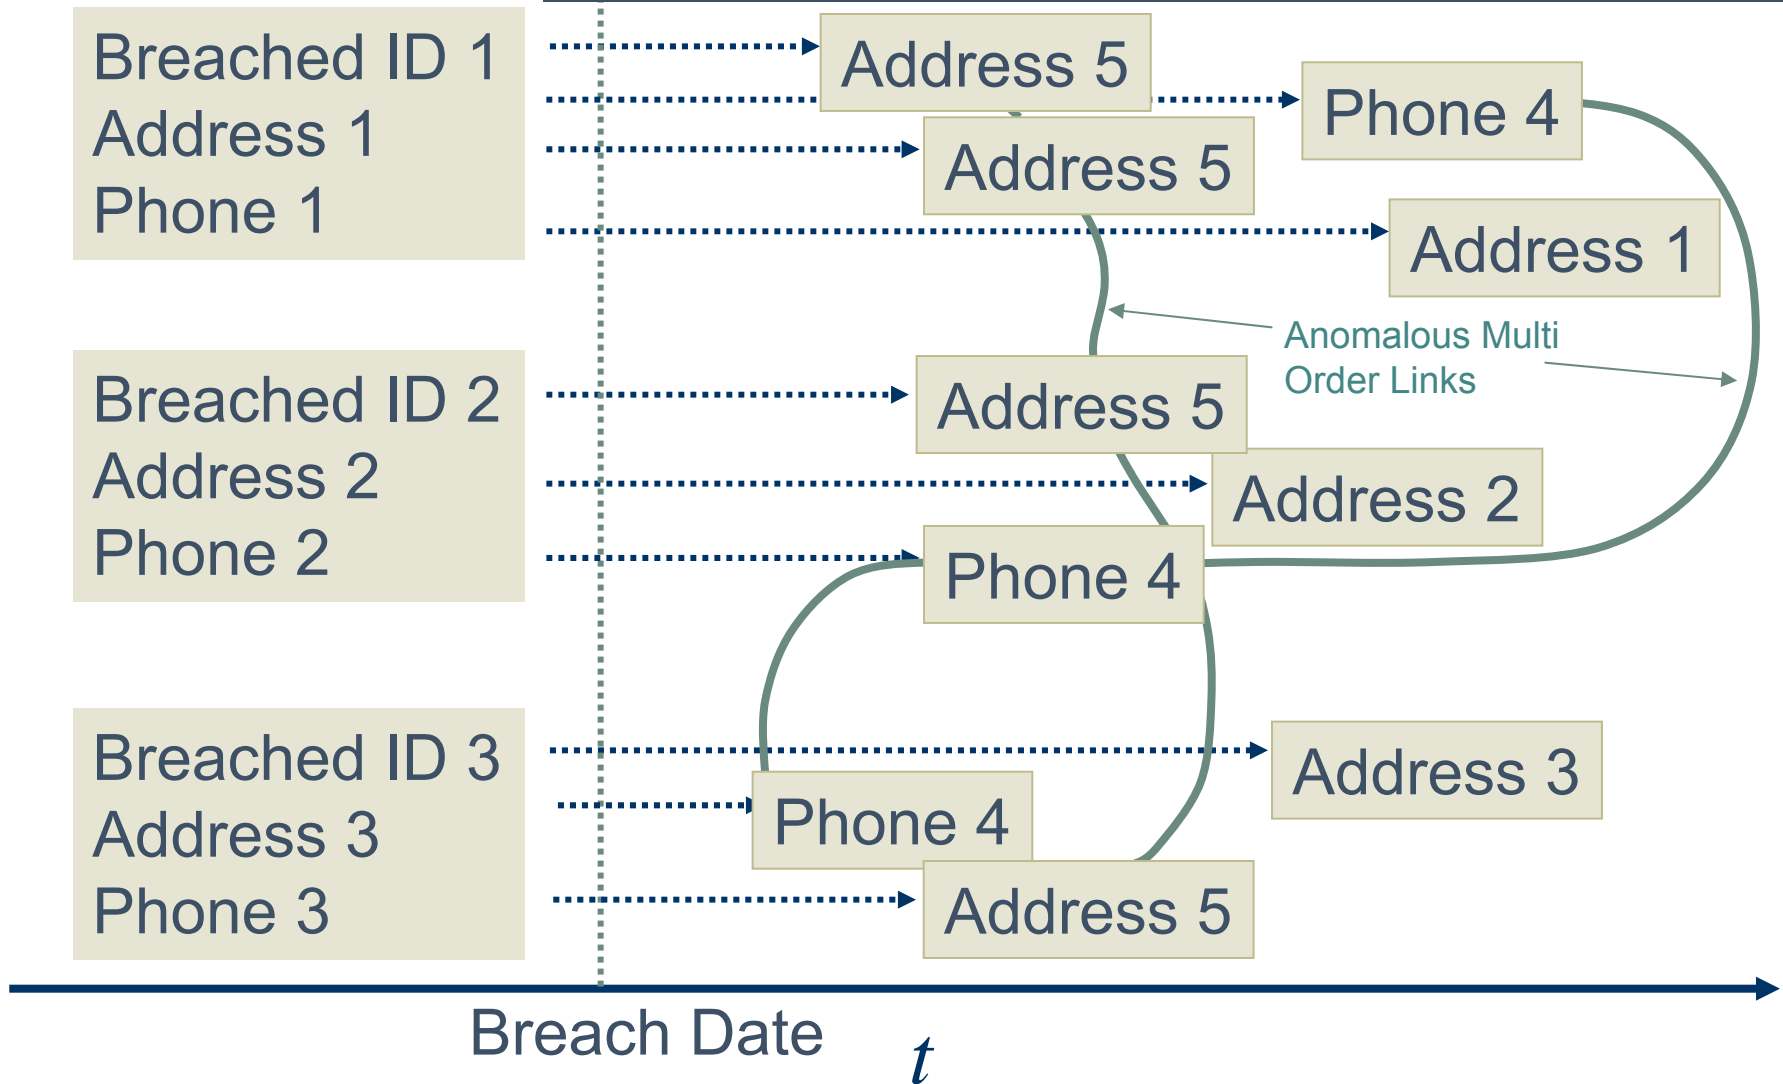 Breached ID 1
Address 1
Phone 1
Address 5
Phone 4
Address 5
Address 1
Anomalous Multi
Order Links
Breached ID 2
Address 2
Phone 2
Address 5
Address 2
Phone 4
Breached ID 3
Address 3
Phone 3
Address 3
Phone 4
Address 5
Breach Date
t